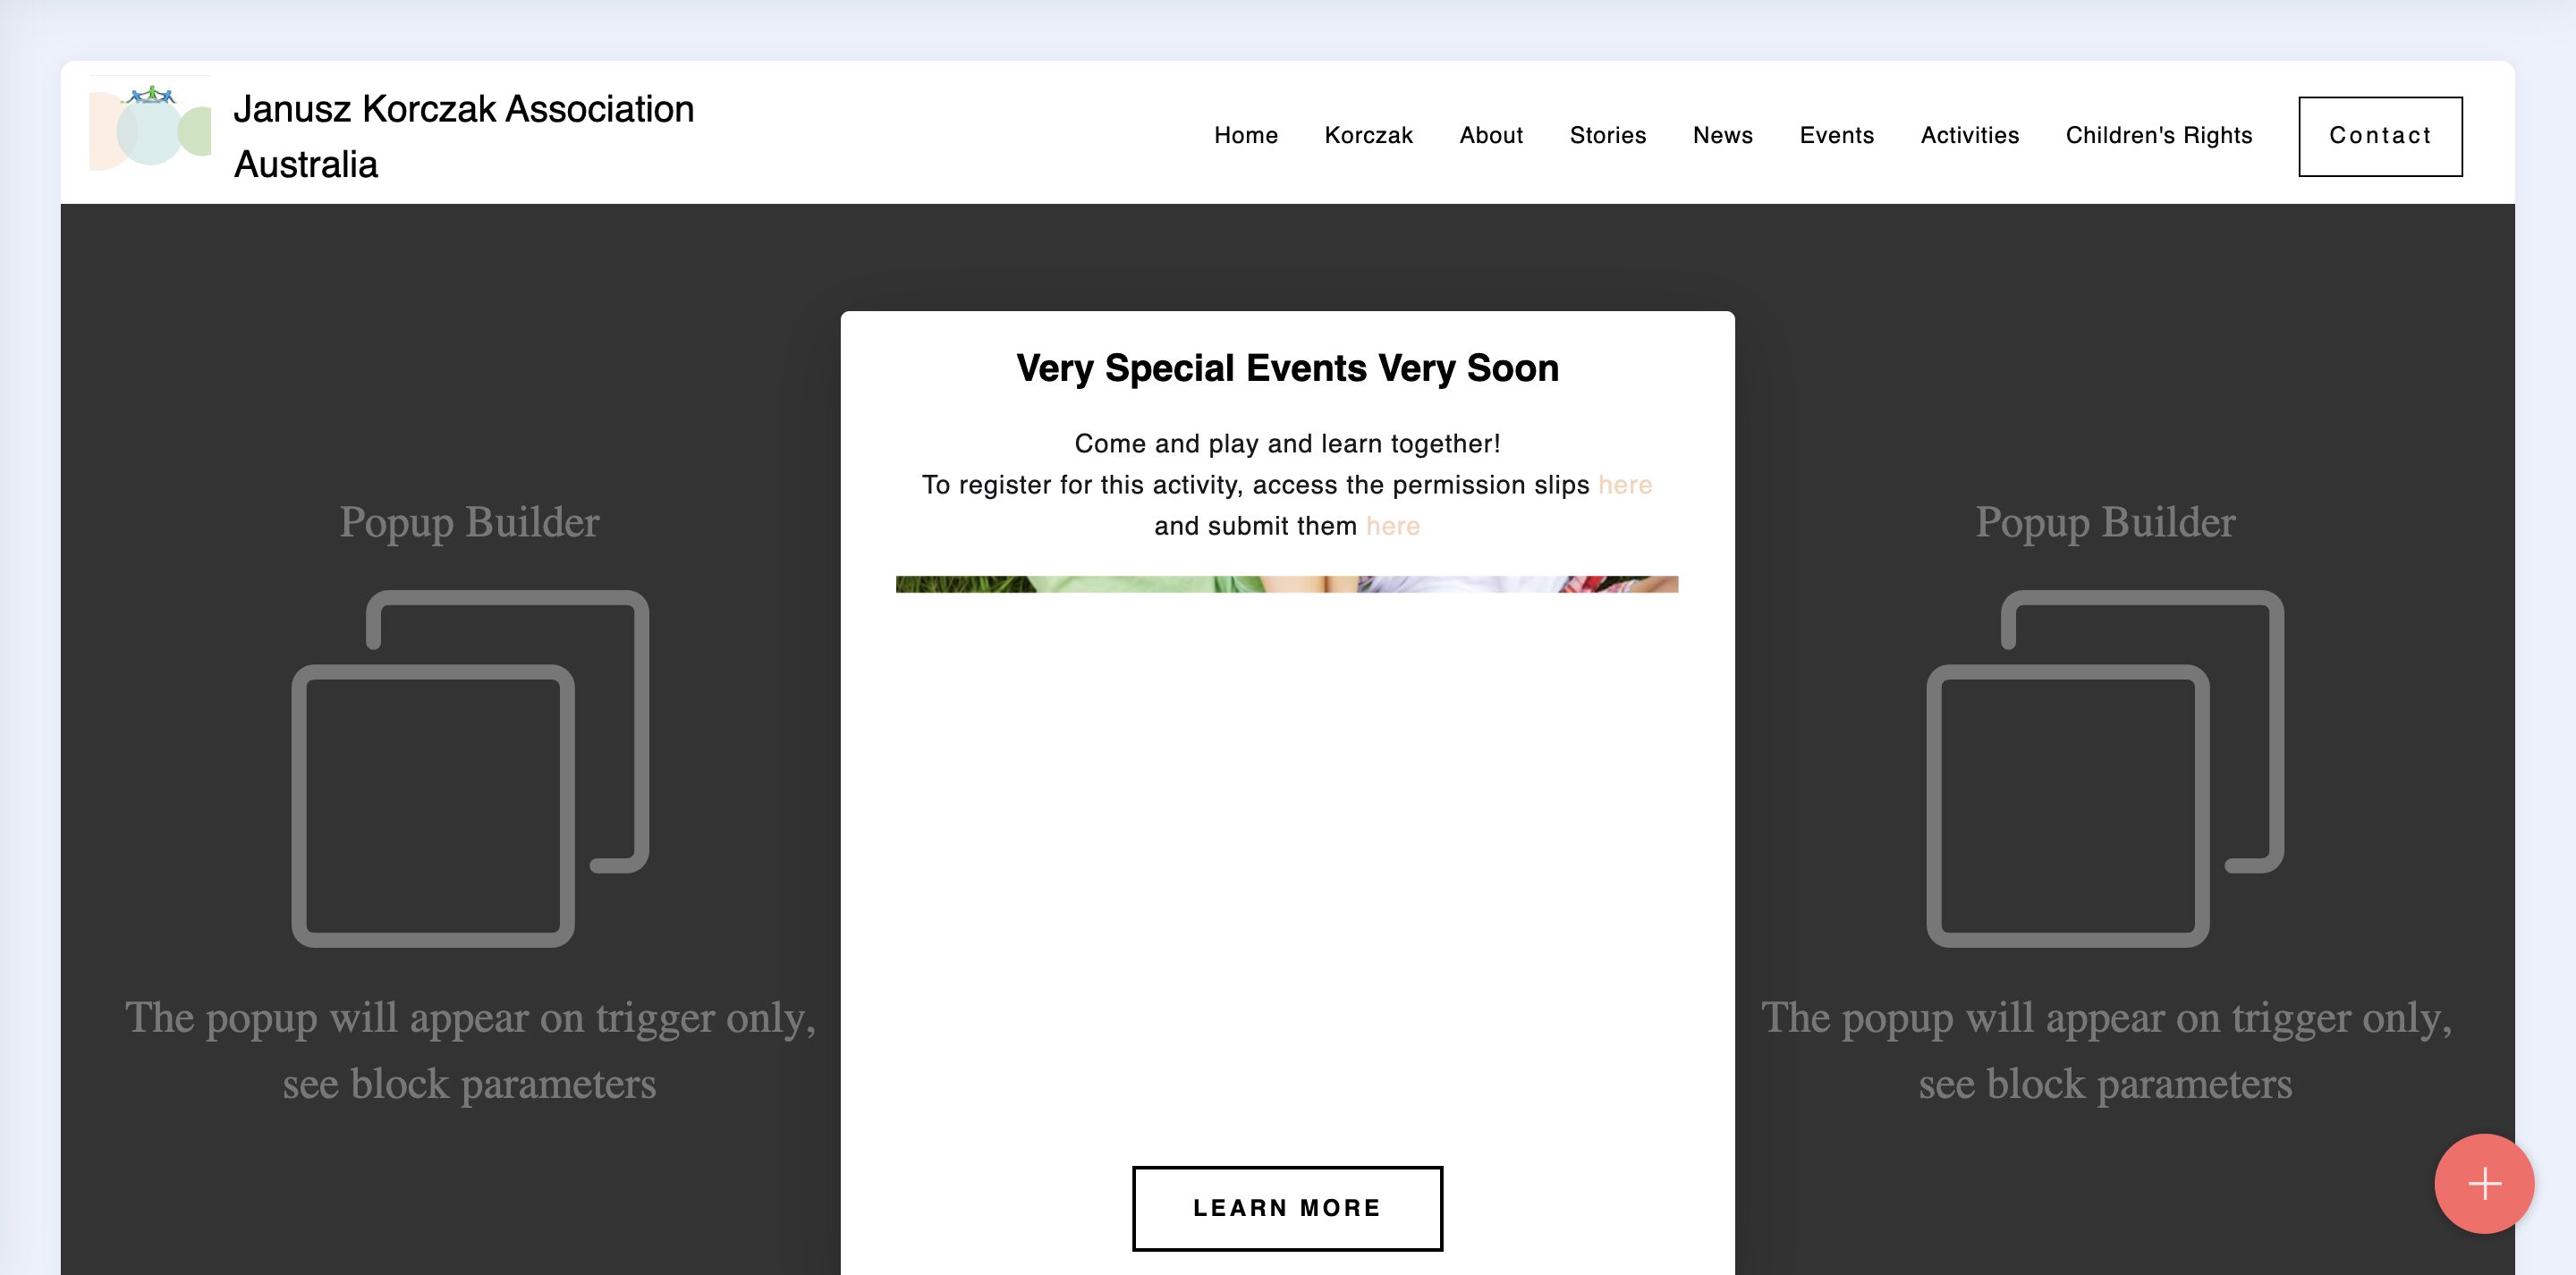 Janusz Korczak Association
Australia
Home Korczak About Stories News Events Activities Children's Rights Contact
Very Special Events Very Soon
Come and play and learn together!
To register for this activity, access the permission slips here
and submit them here
Popup Builder
The popup will appear on trigger only,
see block parameters
Popup Builder
The popup will appear on trigger only,
see block parameters
LEARN MORE